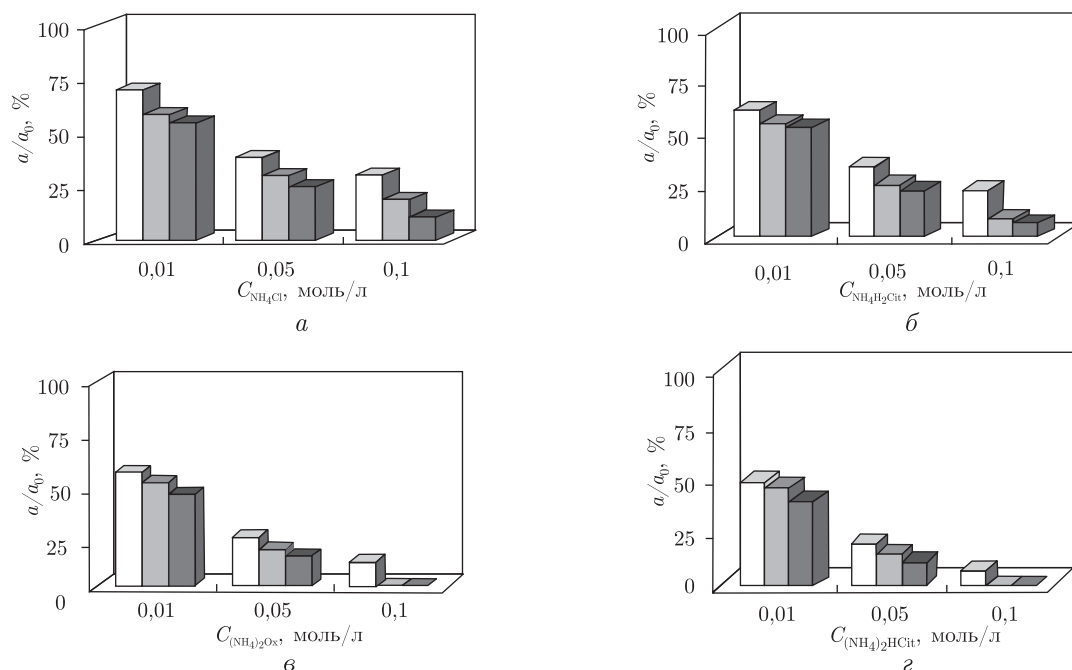 100
75
50
25
0
a/a₀, %
0,01 0,05 0,1
C_NH₄Cl, моль/л
а
100
75
50
25
0
a/a₀, %
0,01 0,05 0,1
C_NH₄H₂Cit, моль/л
б
100
75
50
25
0
a/a₀, %
0,01 0,05 0,1
C_(NH₄)₂Ox, моль/л
в
100
75
50
25
0
a/a₀, %
0,01 0,05 0,1
C_(NH₄)₂HCit, моль/л
г